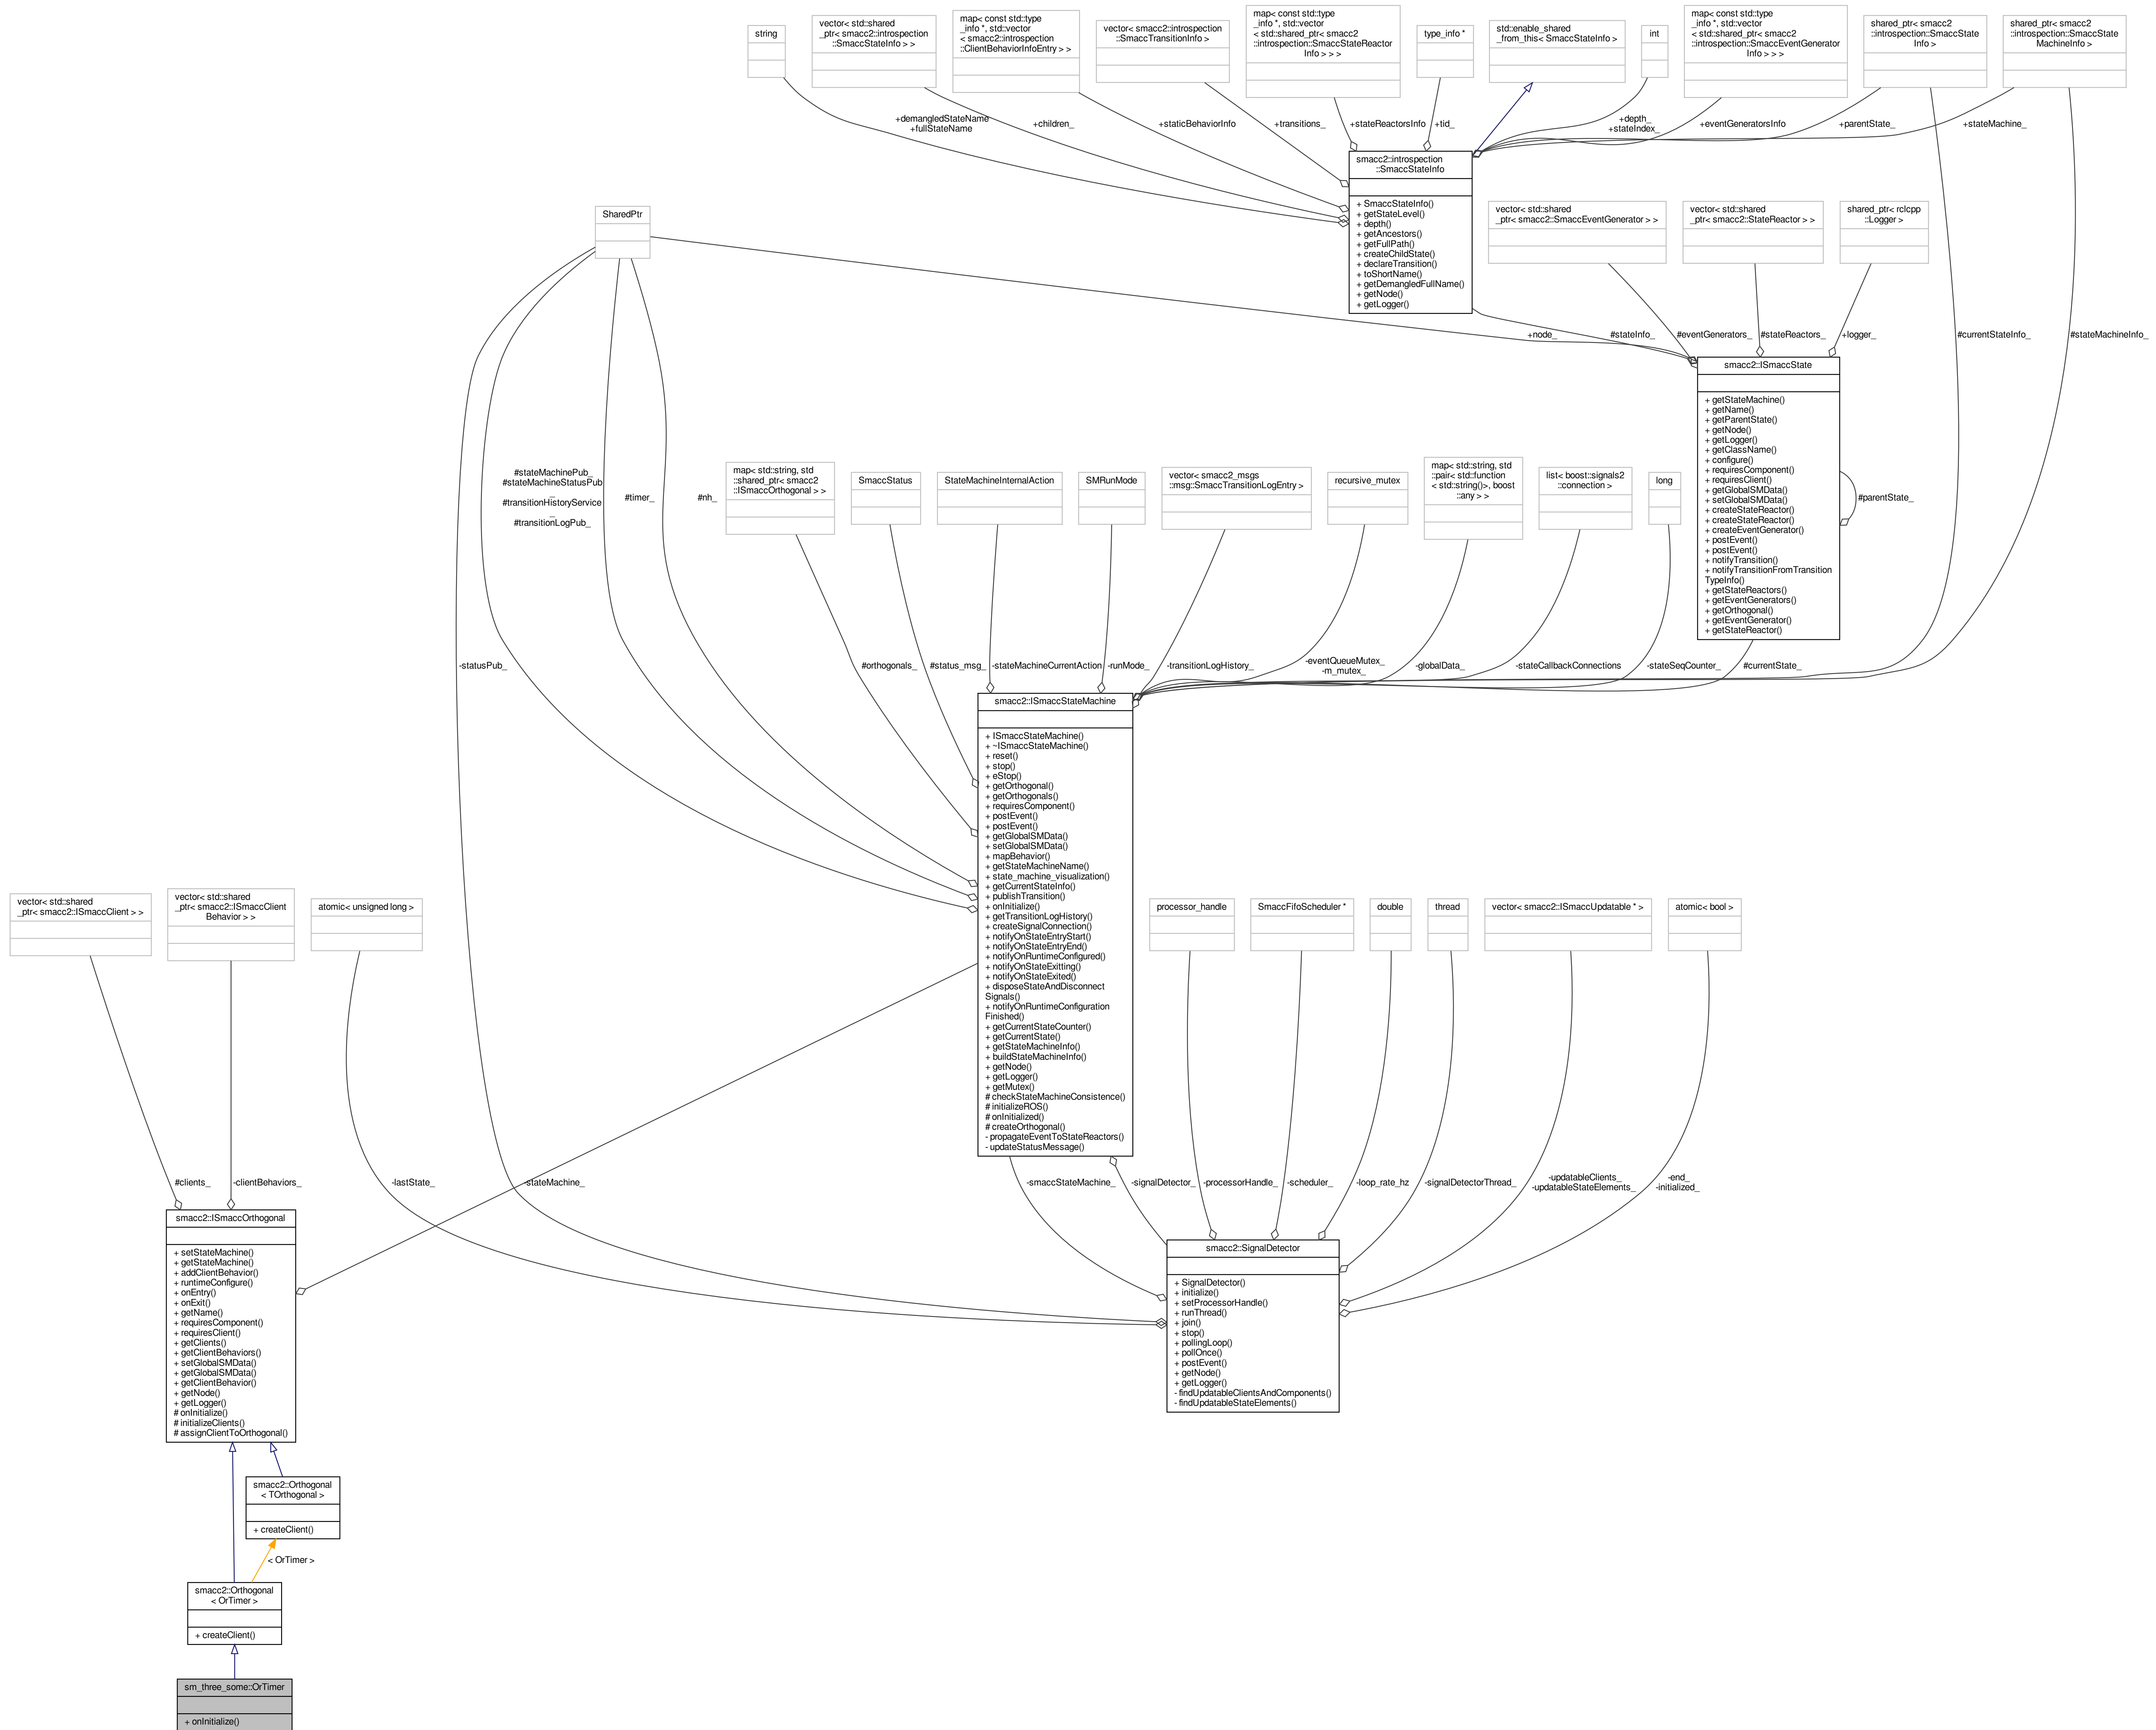 string
vector< std::shared
_ptr< smacc2::introspection
::SmaccStateInfo > >
map< const std::type
_info *, std::vector
< smacc2::introspection
::ClientBehaviorInfoEntry > >
vector< smacc2::introspection
::SmaccTransitionInfo >
map< const std::type
_info *, std::vector
< std::shared_ptr< smacc2
::introspection::SmaccStateReactor
Info > > >
type_info *
std::enable_shared
_from_this< SmaccStateInfo >
int
map< const std::type
_info *, std::vector
< std::shared_ptr< smacc2
::introspection::SmaccEventGenerator
Info > > >
shared_ptr< smacc2
::introspection::SmaccState
Info >
shared_ptr< smacc2
::introspection::SmaccState
MachineInfo >
+demangledStateName
+fullStateName
+children_
+staticBehaviorInfo
+transitions_
+stateReactorsInfo
+tid_
+depth_
+stateIndex_
+eventGeneratorsInfo
+parentState_
+stateMachine_
smacc2::introspection
::SmaccStateInfo
+ SmaccStateInfo()
+ getStateLevel()
+ depth()
+ getAncestors()
+ getFullPath()
+ createChildState()
+ declareTransition()
+ toShortName()
+ getDemangledFullName()
+ getNode()
+ getLogger()
SharedPtr
vector< std::shared
_ptr< smacc2::SmaccEventGenerator > >
vector< std::shared
_ptr< smacc2::StateReactor > >
shared_ptr< rclcpp
::Logger >
+node_
#stateInfo_
#eventGenerators_
#stateReactors_
+logger_
#currentStateInfo_
#stateMachineInfo_
smacc2::ISmaccState
+ getStateMachine()
+ getName()
+ getParentState()
+ getNode()
+ getLogger()
+ getClassName()
+ configure()
+ requiresComponent()
+ requiresClient()
+ getGlobalSMData()
+ setGlobalSMData()
+ createStateReactor()
+ createStateReactor()
+ createEventGenerator()
+ postEvent()
+ postEvent()
+ notifyTransition()
+ notifyTransitionFromTransition
TypeInfo()
+ getStateReactors()
+ getEventGenerators()
+ getOrthogonal()
+ getEventGenerator()
+ getStateReactor()
#parentState_
#stateMachinePub_
#stateMachineStatusPub
_
#transitionHistoryService
_
#transitionLogPub_
#timer_
#nh_
map< std::string, std
::shared_ptr< smacc2
::ISmaccOrthogonal > >
SmaccStatus
StateMachineInternalAction
SMRunMode
vector< smacc2_msgs
::msg::SmaccTransitionLogEntry >
recursive_mutex
map< std::string, std
::pair< std::function
< std::string()>, boost
::any > >
list< boost::signals2
::connection >
long
-statusPub_
#orthogonals_
#status_msg_
-stateMachineCurrentAction
-runMode_
-transitionLogHistory_
-eventQueueMutex_
-m_mutex_
-globalData_
-stateCallbackConnections
-stateSeqCounter_
#currentState_
smacc2::ISmaccStateMachine
+ ISmaccStateMachine()
+ ~ISmaccStateMachine()
+ reset()
+ stop()
+ eStop()
+ getOrthogonal()
+ getOrthogonals()
+ requiresComponent()
+ postEvent()
+ postEvent()
+ getGlobalSMData()
+ setGlobalSMData()
+ mapBehavior()
+ getStateMachineName()
+ state_machine_visualization()
+ getCurrentStateInfo()
+ publishTransition()
+ onInitialize()
+ getTransitionLogHistory()
+ createSignalConnection()
+ notifyOnStateEntryStart()
+ notifyOnStateEntryEnd()
+ notifyOnRuntimeConfigured()
+ notifyOnStateExitting()
+ notifyOnStateExited()
+ disposeStateAndDisconnect
Signals()
+ notifyOnRuntimeConfiguration
Finished()
+ getCurrentStateCounter()
+ getCurrentState()
+ getStateMachineInfo()
+ buildStateMachineInfo()
+ getNode()
+ getLogger()
+ getMutex()
# checkStateMachineConsistence()
# initializeROS()
# onInitialized()
# createOrthogonal()
- propagateEventToStateReactors()
- updateStatusMessage()
vector< std::shared
_ptr< smacc2::ISmaccClient > >
vector< std::shared
_ptr< smacc2::ISmaccClient
Behavior > >
atomic< unsigned long >
processor_handle
SmaccFifoScheduler *
double
thread
vector< smacc2::ISmaccUpdatable * >
atomic< bool >
#clients_
-clientBehaviors_
-lastState_
-stateMachine_
-smaccStateMachine_
-signalDetector_
-processorHandle_
-scheduler_
-loop_rate_hz
-signalDetectorThread_
-updatableClients_
-updatableStateElements_
-end_
-initialized_
smacc2::ISmaccOrthogonal
+ setStateMachine()
+ getStateMachine()
+ addClientBehavior()
+ runtimeConfigure()
+ onEntry()
+ onExit()
+ getName()
+ requiresComponent()
+ requiresClient()
+ getClients()
+ getClientBehaviors()
+ setGlobalSMData()
+ getGlobalSMData()
+ getClientBehavior()
+ getNode()
+ getLogger()
# onInitialize()
# initializeClients()
# assignClientToOrthogonal()
smacc2::SignalDetector
+ SignalDetector()
+ initialize()
+ setProcessorHandle()
+ runThread()
+ join()
+ stop()
+ pollingLoop()
+ pollOnce()
+ postEvent()
+ getNode()
+ getLogger()
- findUpdatableClientsAndComponents()
- findUpdatableStateElements()
smacc2::Orthogonal
< TOrthogonal >
+ createClient()
< OrTimer >
smacc2::Orthogonal
< OrTimer >
+ createClient()
sm_three_some::OrTimer
+ onInitialize()